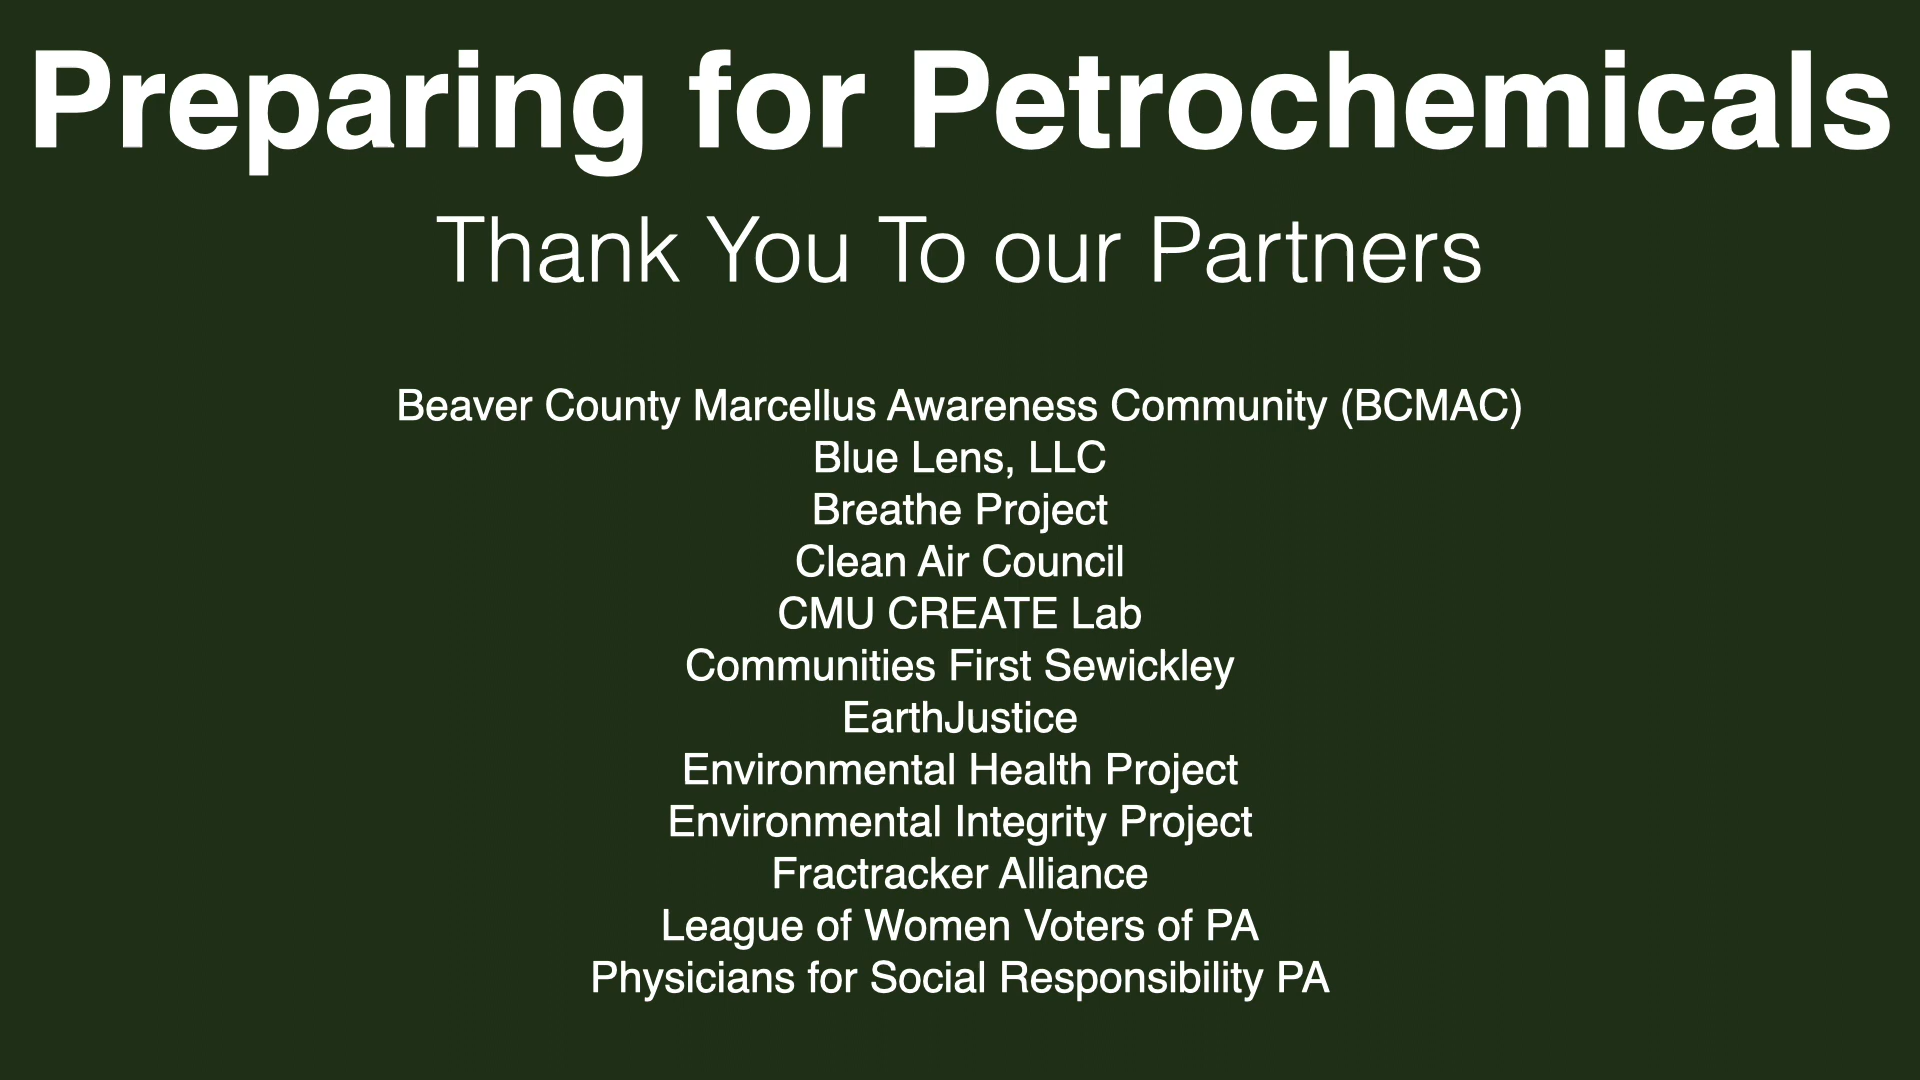 Preparing for Petrochemicals
Thank You To our Partners
Beaver County Marcellus Awareness Community (BCMAC)
Blue Lens, LLC
Breathe Project
Clean Air Council
CMU CREATE Lab
Communities First Sewickley
EarthJustice
Environmental Health Project
Environmental Integrity Project
Fractracker Alliance
League of Women Voters of PA
Physicians for Social Responsibility PA